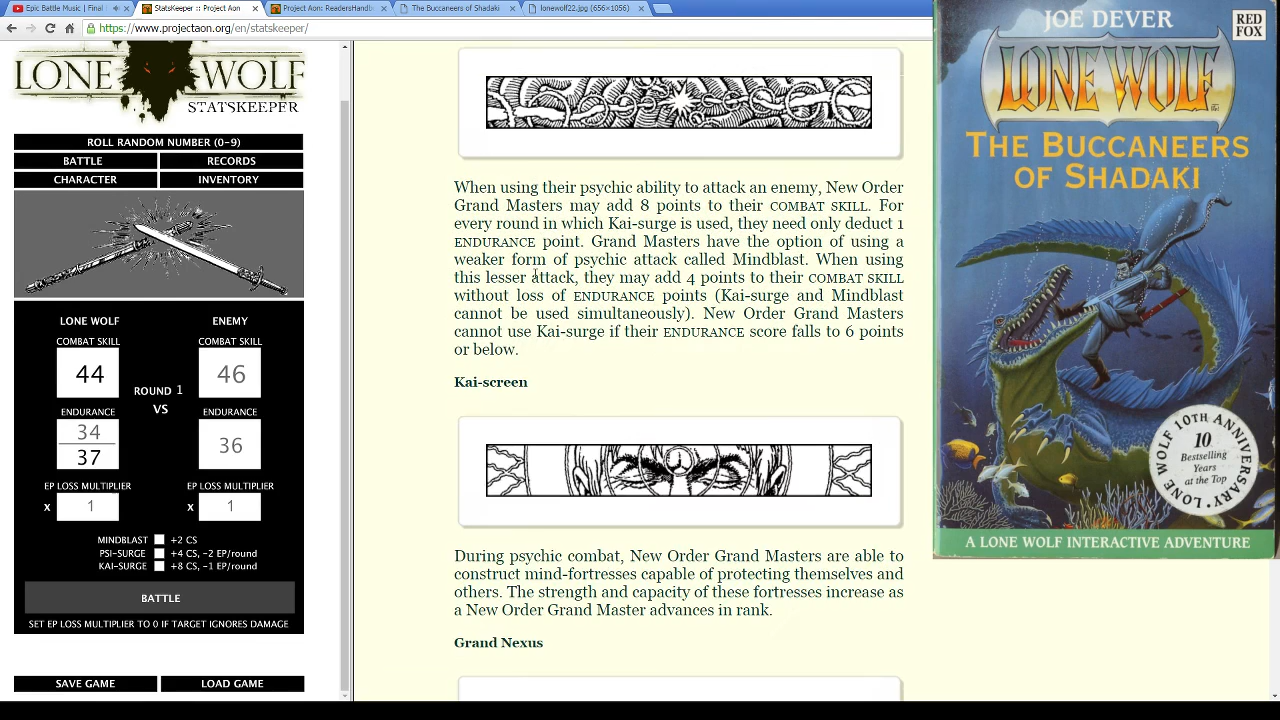 Epic Battle Music | Final
StatsKeeper :: Project Aon
Project Aon: ReadersHandb
The Buccaneers of Shadaki
lonewolf22.jpg (656×1056)
https://www.projectaon.org/en/statskeeper/
LONE WOLF
STATSKEEPER
ROLL RANDOM NUMBER (0-9)
BATTLE
RECORDS
CHARACTER
INVENTORY
LONE WOLF
ENEMY
COMBAT SKILL
COMBAT SKILL
44
46
ROUND 1
VS
ENDURANCE
ENDURANCE
34
37
36
EP LOSS MULTIPLIER
EP LOSS MULTIPLIER
x 1
x 1
MINDBLAST +2 CS
PSI-SURGE +4 CS, -2 EP/round
KAI-SURGE +8 CS, -1 EP/round
BATTLE
SET EP LOSS MULTIPLIER TO 0 IF TARGET IGNORES DAMAGE
SAVE GAME
LOAD GAME
When using their psychic ability to attack an enemy, New Order
Grand Masters may add 8 points to their COMBAT SKILL. For
every round in which Kai-surge is used, they need only deduct 1
ENDURANCE point. Grand Masters have the option of using a
weaker form of psychic attack called Mindblast. When using
this lesser attack, they may add 4 points to their COMBAT SKILL
without loss of ENDURANCE points (Kai-surge and Mindblast
cannot be used simultaneously). New Order Grand Masters
cannot use Kai-surge if their ENDURANCE score falls to 6 points
or below.
Kai-screen
During psychic combat, New Order Grand Masters are able to
construct mind-fortresses capable of protecting themselves and
others. The strength and capacity of these fortresses increase as
a New Order Grand Master advances in rank.
Grand Nexus
JOE DEVER
RED
FOX
LONE WOLF
THE BUCCANEERS
OF SHADAKI
LONE WOLF 10TH ANNIVERSARY
10
Bestselling
Years
at the Top
A LONE WOLF INTERACTIVE ADVENTURE